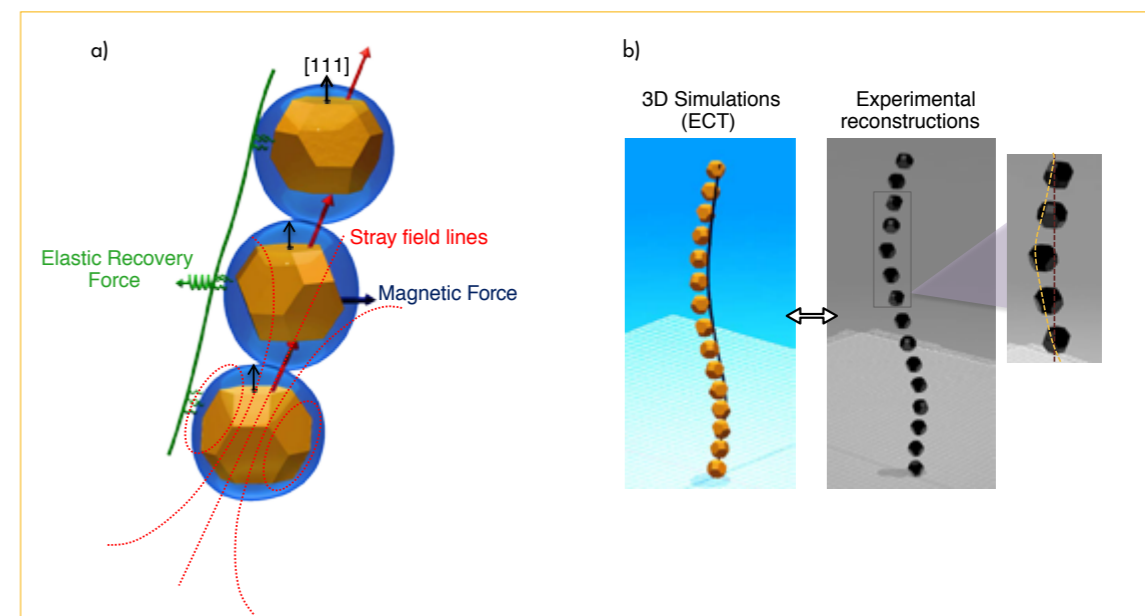 a)
[111]
Elastic Recovery
Force
Stray field lines
Magnetic Force
b)
3D Simulations
(ECT)
Experimental
reconstructions